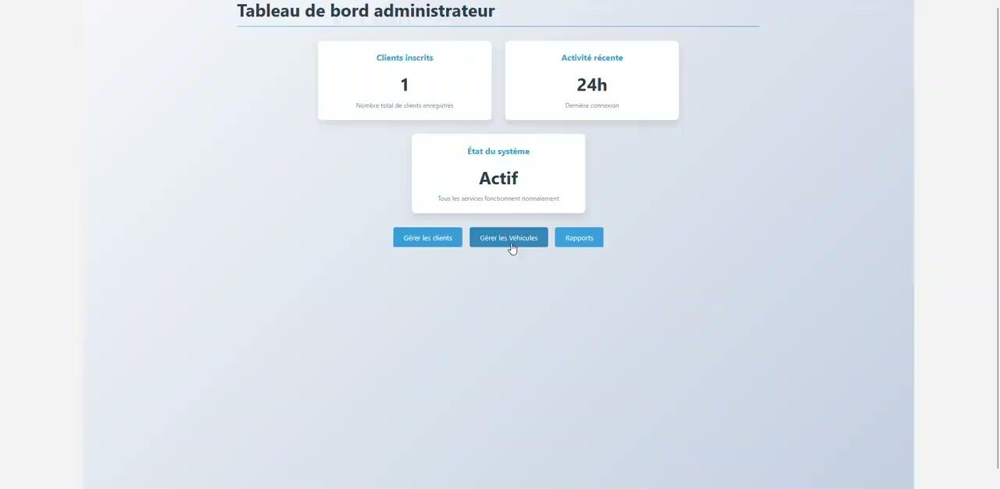 Tableau de bord administrateur
Clients inscrits
1
Nombre total de clients enregistrés
Activité récente
24h
Dernière connexion
État du système
Actif
Tous les services fonctionnent normalement
Gérer les clients
Gérer les Véhicules
Rapports